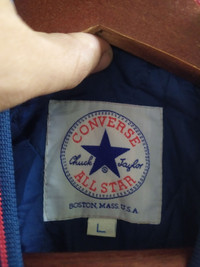 CONVERSE
Chuck Taylor
®
ALL STAR
BOSTON, MASS. U.S.A.
L